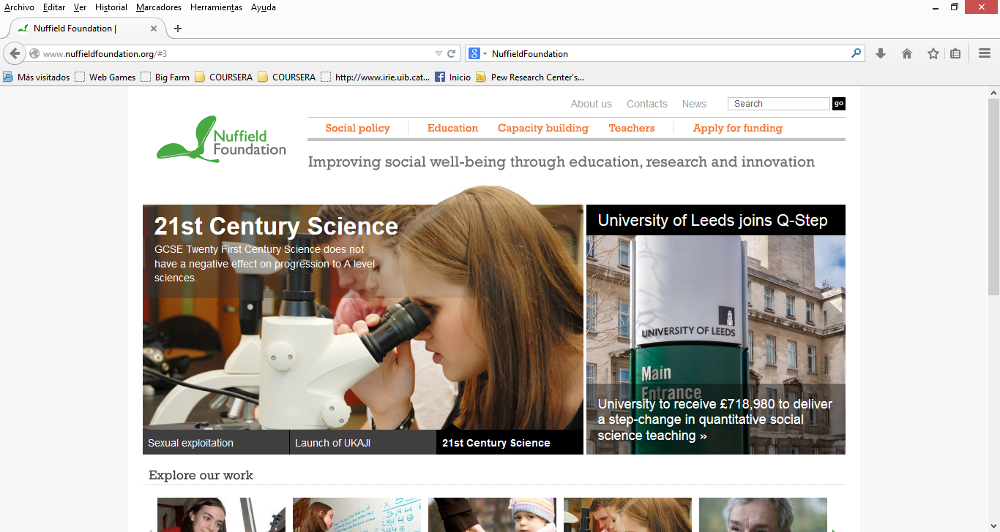 Archivo Editar Ver Historial Marcadores Herramientas Ayuda
Nuffield Foundation |
www.nuffieldfoundation.org/#3
NuffieldFoundation
Más visitados Web Games Big Farm COURSERA COURSERA http://www.irie.uib.cat... Inicio Pew Research Center's...
About us Contacts News Search go
Nuffield
Foundation
Social policy Education Capacity building Teachers Apply for funding
Improving social well-being through education, research and innovation
21st Century Science
GCSE Twenty First Century Science does not
have a negative effect on progression to A level
sciences.
Sexual exploitation Launch of UKAJI 21st Century Science
University of Leeds joins Q-Step
UNIVERSITY OF LEEDS
Main
Entrance
University to receive £718,980 to deliver
a step-change in quantitative social
science teaching »
Explore our work